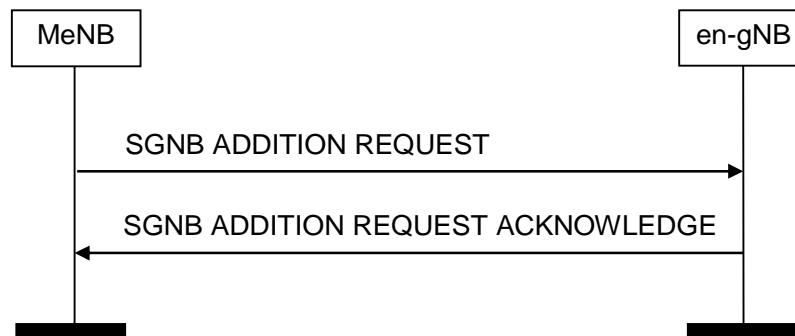 MeNB
en-gNB
SGNB ADDITION REQUEST
SGNB ADDITION REQUEST ACKNOWLEDGE